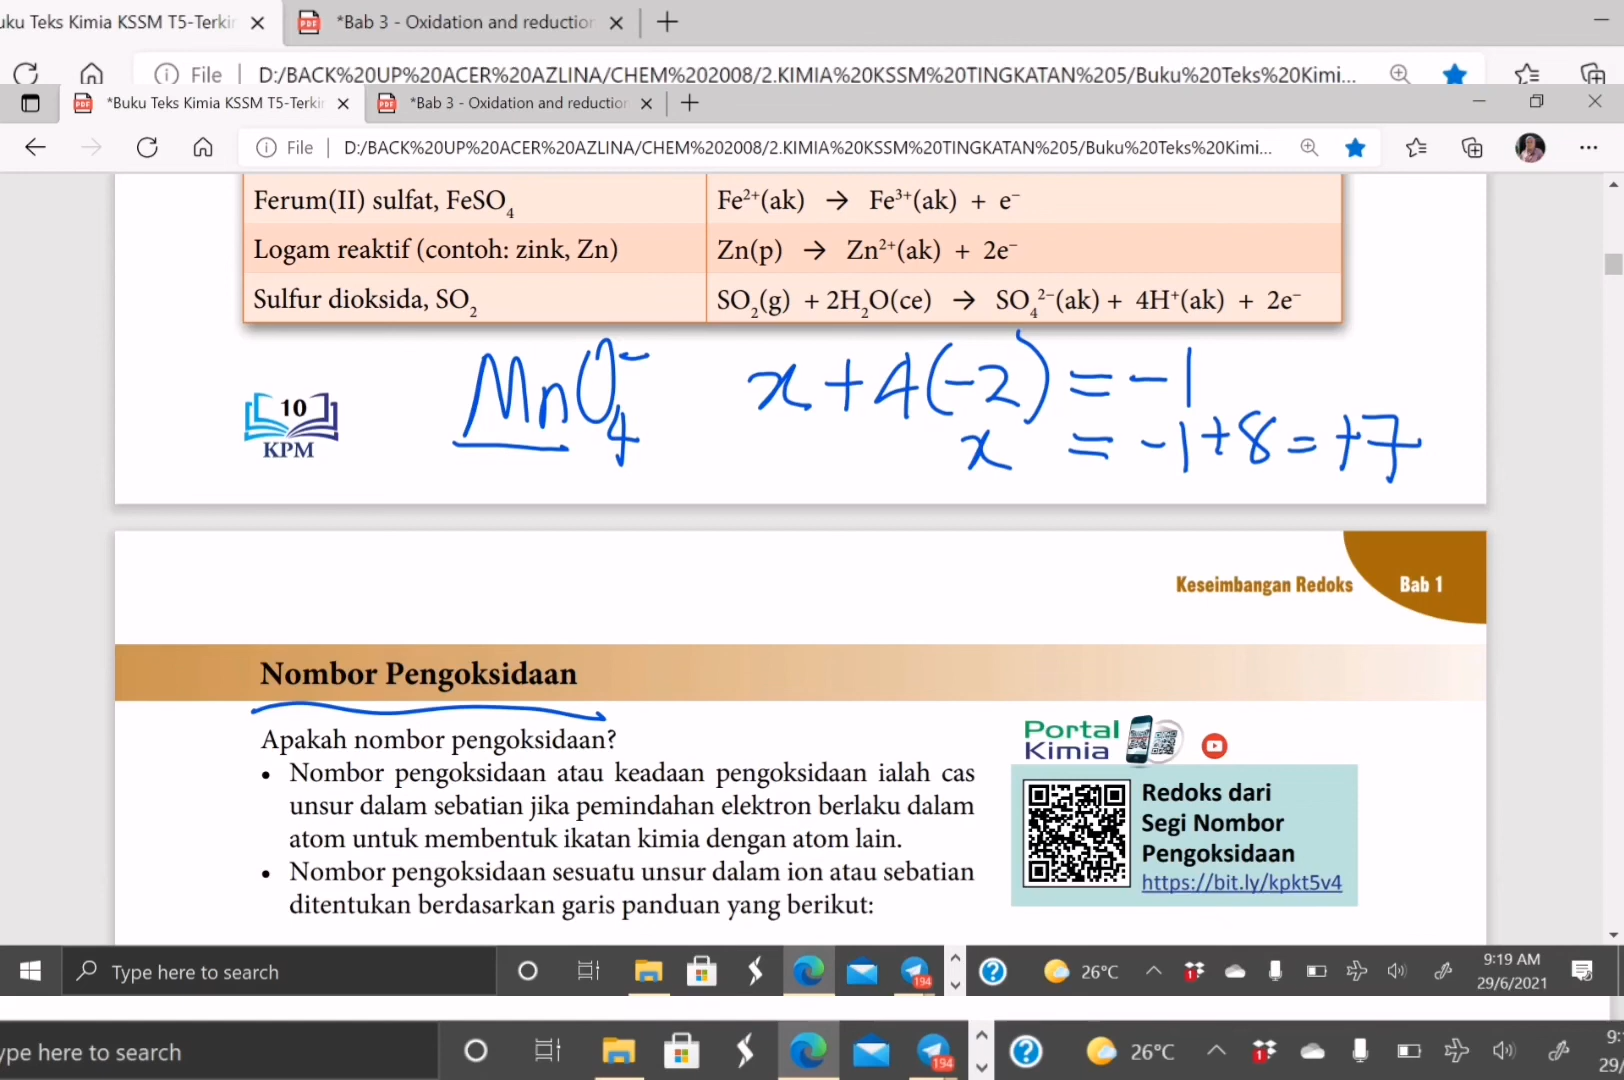 uku Teks Kimia KSSM T5-Terki
*Bab 3 - Oxidation and reduction
File
D:/BACK%20UP%20ACER%20AZLINA/CHEM%202008/2.KIMIA%20KSSM%20TINGKATAN%205/Buku%20Teks%20Kimi...
*Buku Teks Kimia KSSM T5-Terkin
*Bab 3 - Oxidation and reduction
File
D:/BACK%20UP%20ACER%20AZLINA/CHEM%202008/2.KIMIA%20KSSM%20TINGKATAN%205/Buku%20Teks%20Kimi...
Ferum(II) sulfat, FeSO₄ Fe²⁺(ak) → Fe³⁺(ak) + e⁻
Logam reaktif (contoh: zink, Zn) Zn(p) → Zn²⁺(ak) + 2e⁻
Sulfur dioksida, SO₂ SO₂(g) + 2H₂O(ce) → SO₄²⁻(ak) + 4H⁺(ak) + 2e⁻
MnO₄⁻ x + 4(-2) = -1
x = -1 + 8 = +7
10
KPM
Keseimbangan Redoks Bab 1
Nombor Pengoksidaan
Apakah nombor pengoksidaan?
• Nombor pengoksidaan atau keadaan pengoksidaan ialah cas
unsur dalam sebatian jika pemindahan elektron berlaku dalam
atom untuk membentuk ikatan kimia dengan atom lain.
• Nombor pengoksidaan sesuatu unsur dalam ion atau sebatian
ditentukan berdasarkan garis panduan yang berikut:
Portal
Kimia
Redoks dari
Segi Nombor
Pengoksidaan
https://bit.ly/kpkt5v4
Type here to search
194
26°C
1
9:19 AM
29/6/2021
ype here to search
194
26°C
1
9:
29/